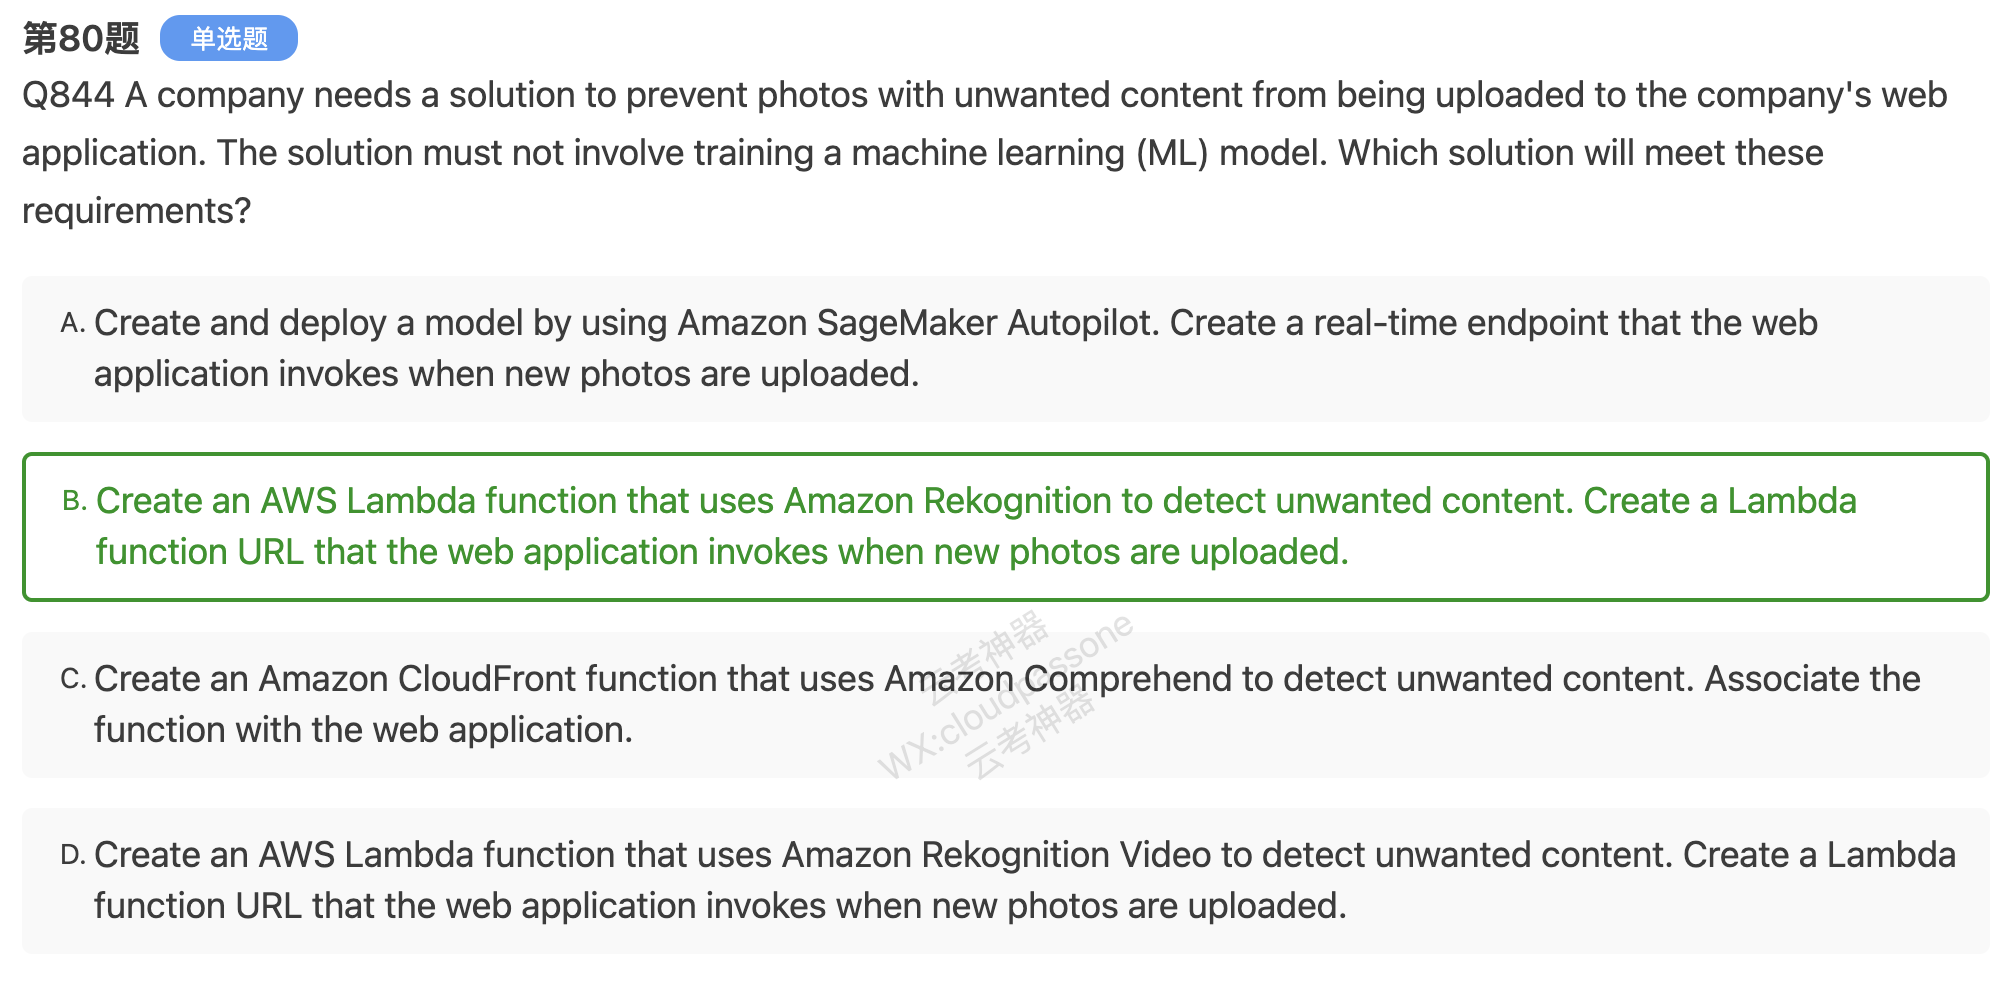 第80题 单选题
Q844 A company needs a solution to prevent photos with unwanted content from being uploaded to the company's web
application. The solution must not involve training a machine learning (ML) model. Which solution will meet these
requirements?
A. Create and deploy a model by using Amazon SageMaker Autopilot. Create a real-time endpoint that the web
application invokes when new photos are uploaded.
B. Create an AWS Lambda function that uses Amazon Rekognition to detect unwanted content. Create a Lambda
function URL that the web application invokes when new photos are uploaded.
云考神器
WX:cloudpassone
云考神器
C. Create an Amazon CloudFront function that uses Amazon Comprehend to detect unwanted content. Associate the
function with the web application.
D. Create an AWS Lambda function that uses Amazon Rekognition Video to detect unwanted content. Create a Lambda
function URL that the web application invokes when new photos are uploaded.